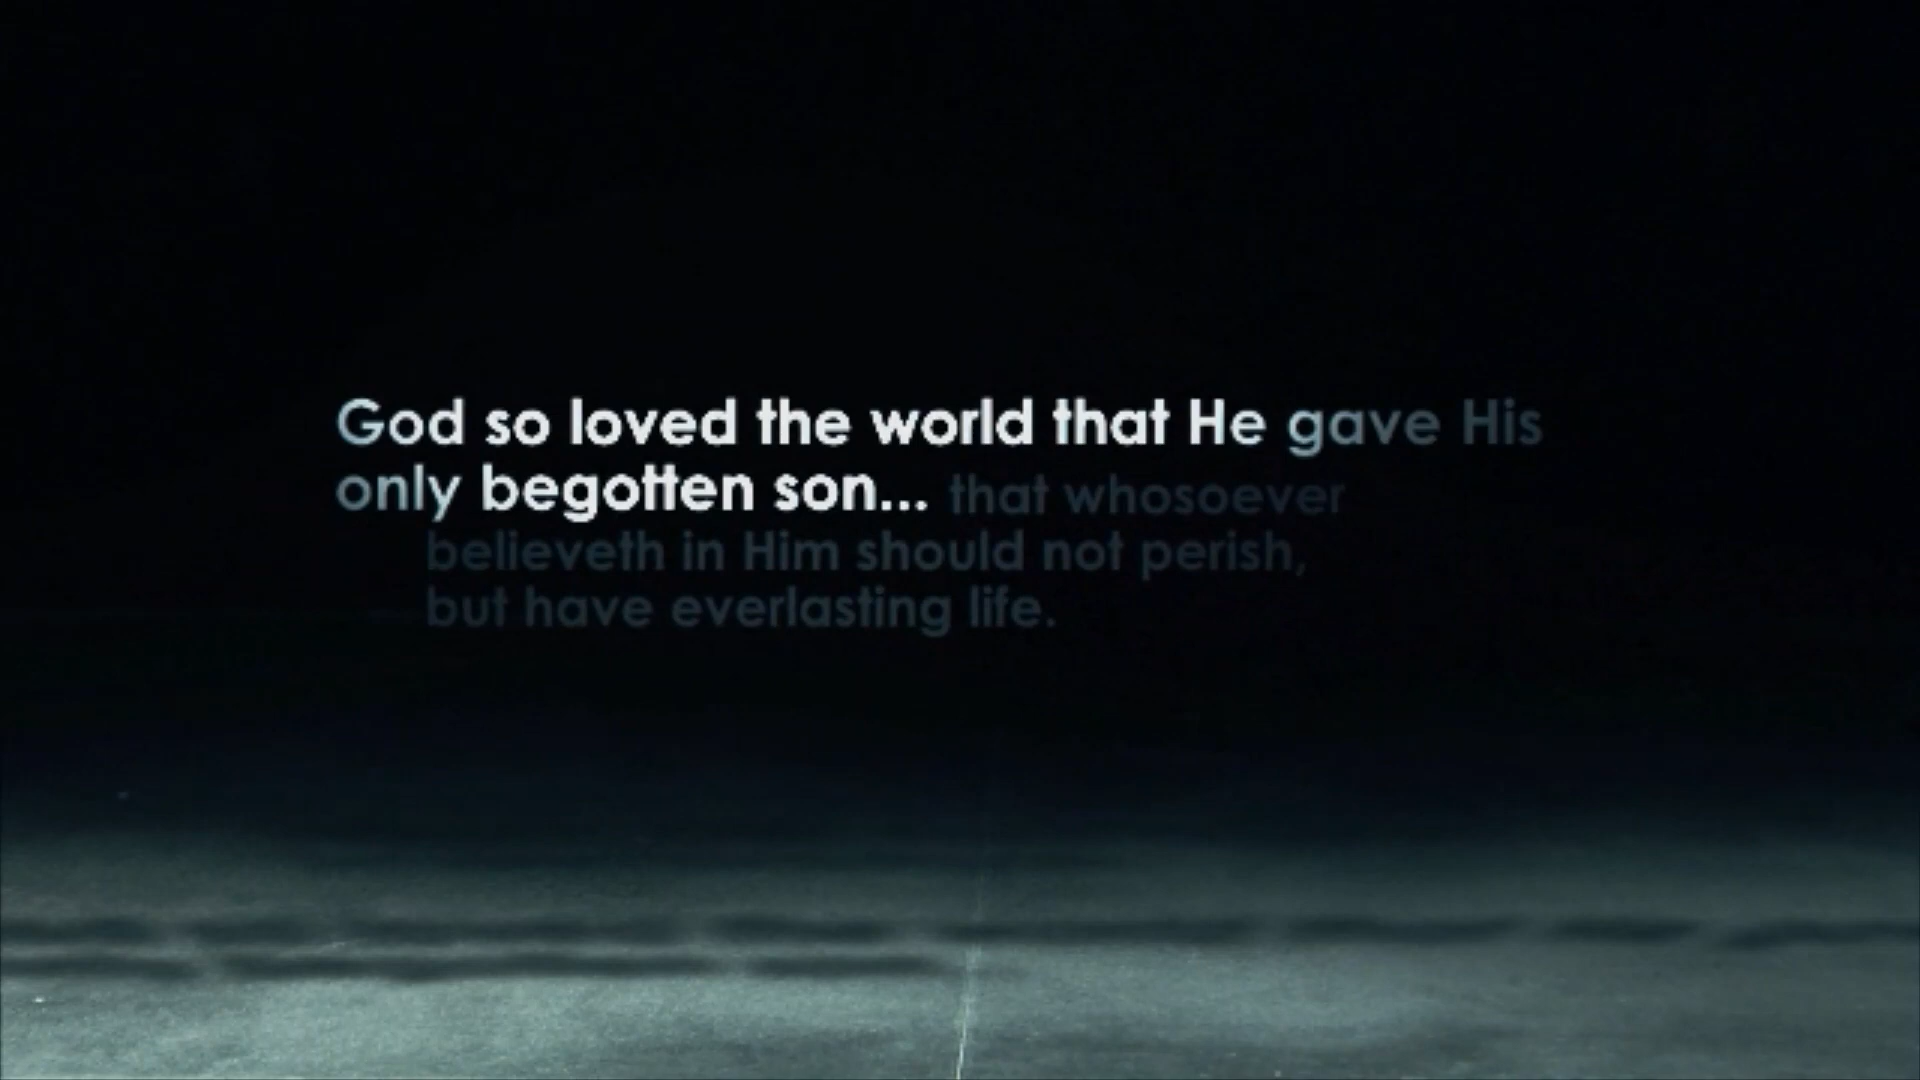 God so loved the world that He gave His
only begotten son... that whosoever
believeth in Him should not perish,
but have everlasting life.